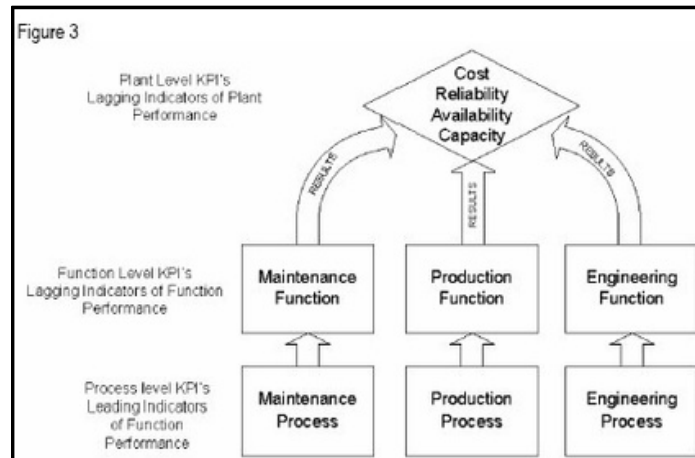 Figure 3
Plant Level KPI's
Lagging Indicators of Plant
Performance
Cost
Reliability
Availability
Capacity
RESULTS
RESULTS
RESULTS
Function Level KPI's
Lagging Indicators of Function
Performance
Maintenance
Function
Production
Function
Engineering
Function
Process level KPI's
Leading Indicators
of Function
Performance
Maintenance
Process
Production
Process
Engineering
Process